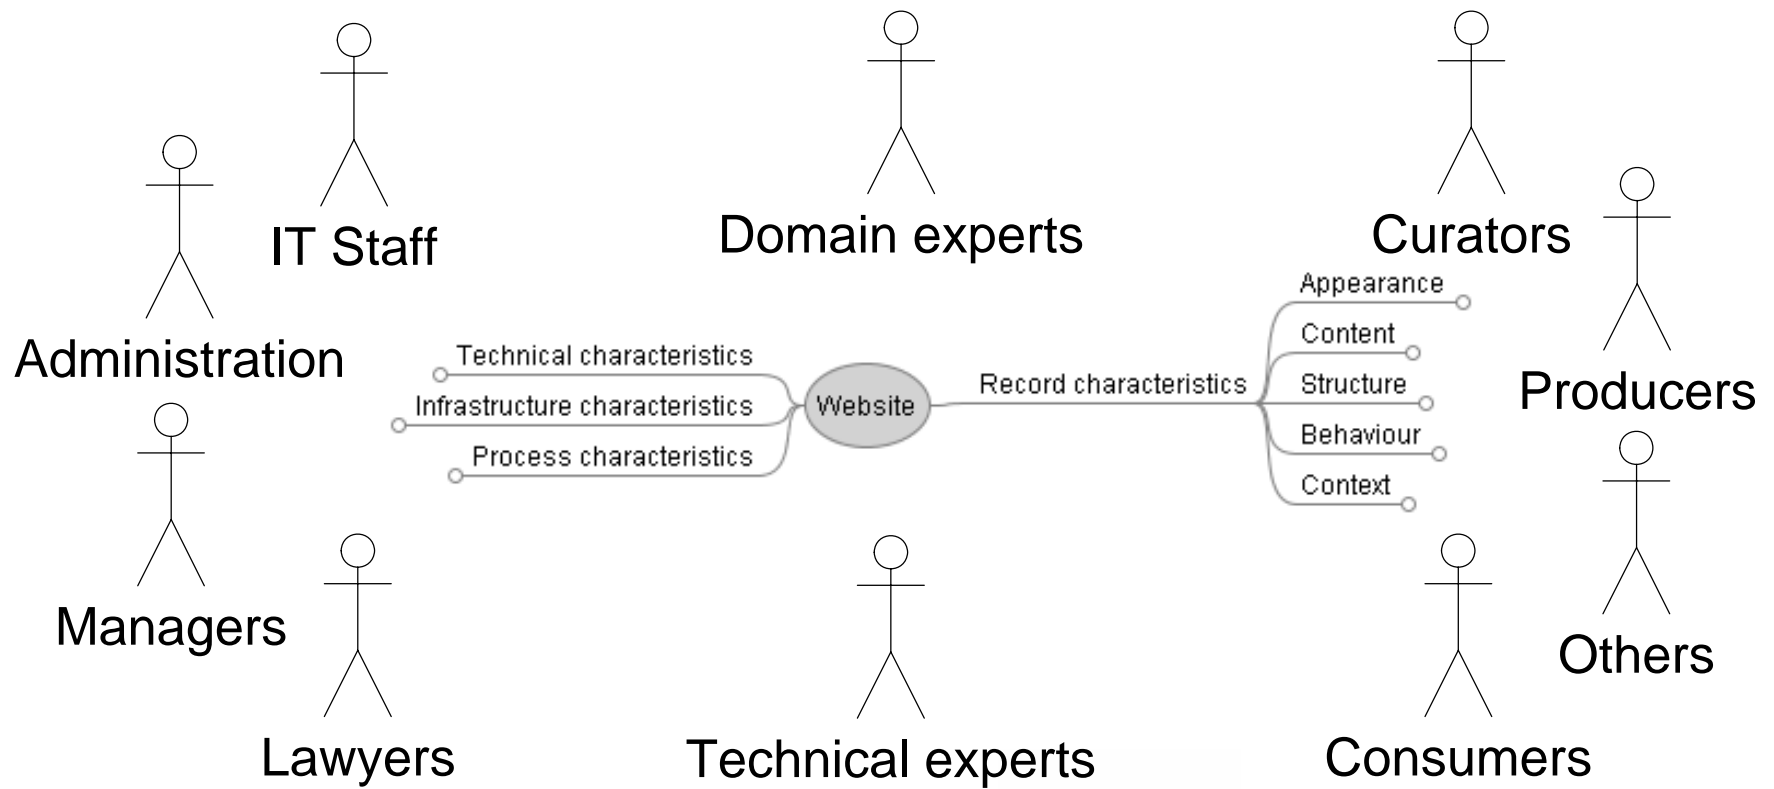 IT Staff
Domain experts
Curators
Administration
Producers
Appearance
Content
Structure
Behaviour
Context
Technical characteristics
Infrastructure characteristics
Process characteristics
Website
Record characteristics
Managers
Others
Lawyers
Technical experts
Consumers